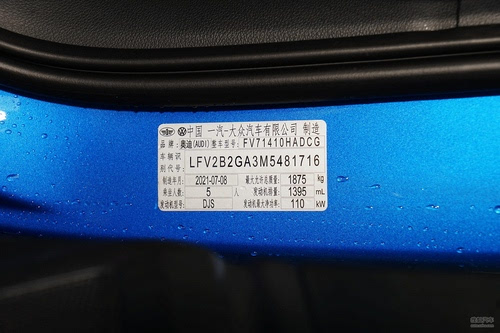 中国 一汽-大众汽车有限公司 制造
品牌: 奥迪(AUDI) 整车型号: FV71410HADCG
车辆识别代号: LFV2B2GA3M5481716
制造年月 2021-07-08 最大允许总质量: 1875 kg
乘坐人数: 5 人 发动机排量: 1395 mL
发动机型号: DJS 发动机最大净功率: 110 kW